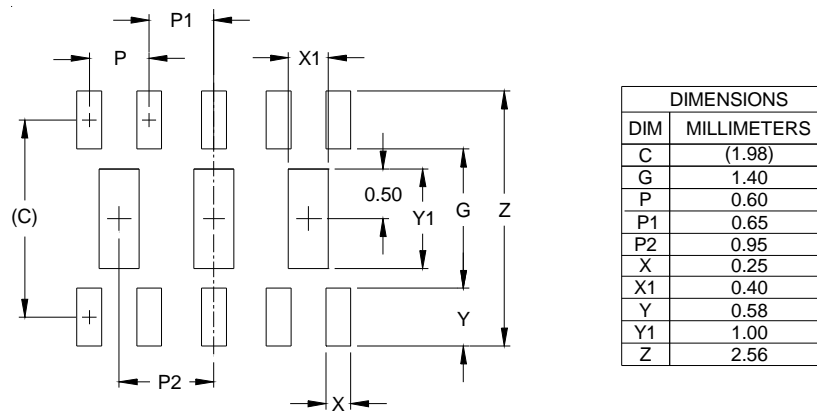 P1
P
X1
(C)
0.50
Y1
G
Z
Y
P2
X
DIMENSIONS
DIM MILLIMETERS
C (1.98)
G 1.40
P 0.60
P1 0.65
P2 0.95
X 0.25
X1 0.40
Y 0.58
Y1 1.00
Z 2.56